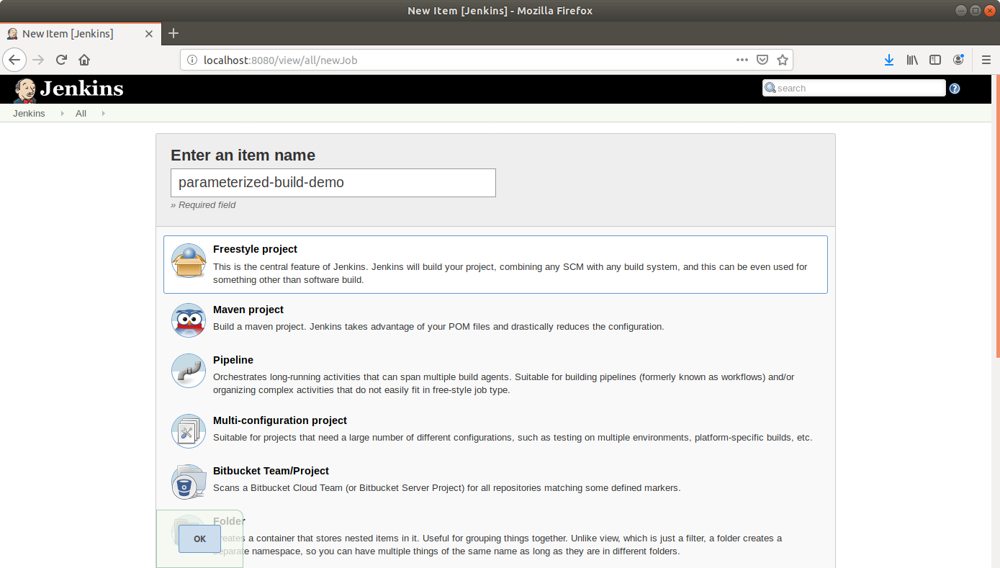 New Item [Jenkins] - Mozilla Firefox
New Item [Jenkins]
localhost:8080/view/all/newJob
Jenkins
search
Jenkins All
Enter an item name
parameterized-build-demo
» Required field
Freestyle project
This is the central feature of Jenkins. Jenkins will build your project, combining any SCM with any build system, and this can be even used for
something other than software build.
Maven project
Build a maven project. Jenkins takes advantage of your POM files and drastically reduces the configuration.
Pipeline
Orchestrates long-running activities that can span multiple build agents. Suitable for building pipelines (formerly known as workflows) and/or
organizing complex activities that do not easily fit in free-style job type.
Multi-configuration project
Suitable for projects that need a large number of different configurations, such as testing on multiple environments, platform-specific builds, etc.
Bitbucket Team/Project
Scans a Bitbucket Cloud Team (or Bitbucket Server Project) for all repositories matching some defined markers.
Folder
Creates a container that stores nested items in it. Useful for grouping things together. Unlike view, which is just a filter, a folder creates a
separate namespace, so you can have multiple things of the same name as long as they are in different folders.
OK